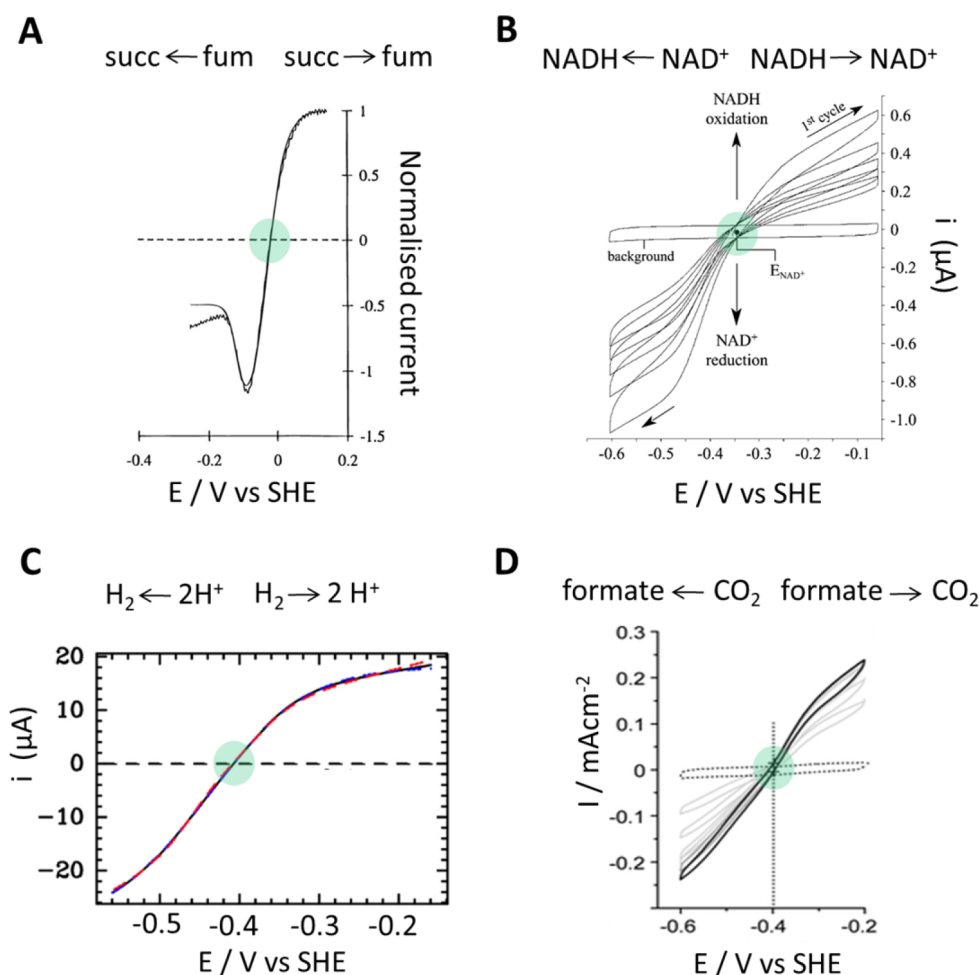 A
succ ← fum succ → fum
1
0.5
0
-0.5
-1
-1.5
Normalised current
-0.4 -0.2 0 0.2
E / V vs SHE
B
NADH ← NAD⁺ NADH → NAD⁺
NADH
oxidation
1st cycle
background
E_NAD⁺
NAD⁺
reduction
0.6
0.4
0.2
0
-0.2
-0.4
-0.6
-0.8
-1.0
i (μA)
-0.6 -0.5 -0.4 -0.3 -0.2 -0.1
E / V vs SHE
C
H₂ ← 2H⁺ H₂ → 2 H⁺
i (μA)
20
10
0
−10
−20
-0.5 -0.4 -0.3 -0.2
E / V vs SHE
D
formate ← CO₂ formate → CO₂
I / mAcm⁻²
0.3
0.2
0.1
0
-0.1
-0.2
-0.6 -0.4 -0.2
E / V vs SHE